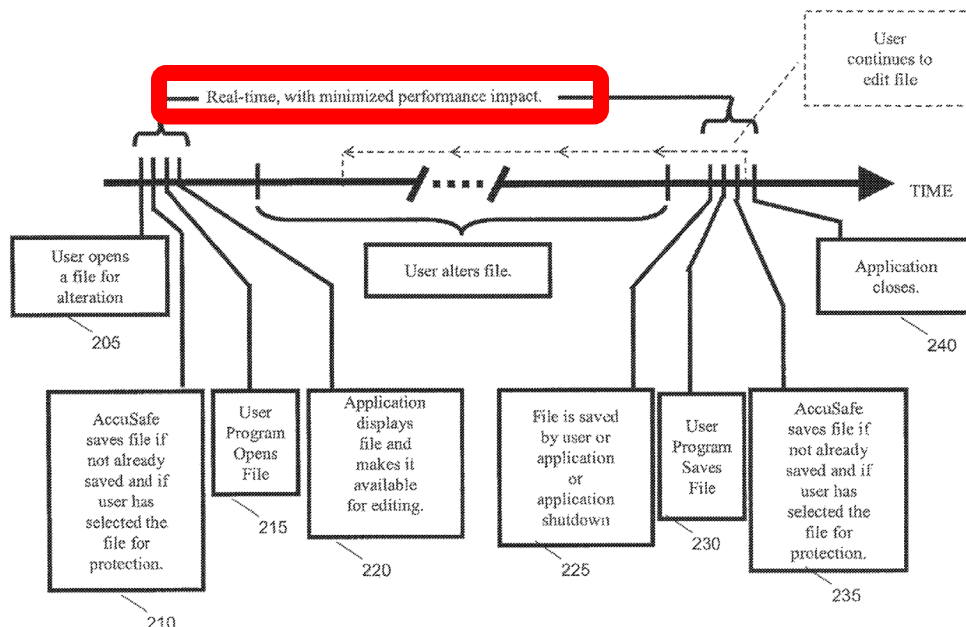 User
continues to
edit file
Real-time, with minimized performance impact.
TIME
User opens
a file for
alteration
205
User alters file.
Application
closes.
240
AccuSafe
saves file if
not already
saved and if
user has
selected the
file for
protection.
210
User
Program
Opens
File
215
Application
displays
file and
makes it
available
for editing.
220
File is saved
by user or
application
or
application
shutdown
225
User
Program
Saves
File
230
AccuSafe
saves file if
not already
saved and if
user has
selected the
file for
protection.
235